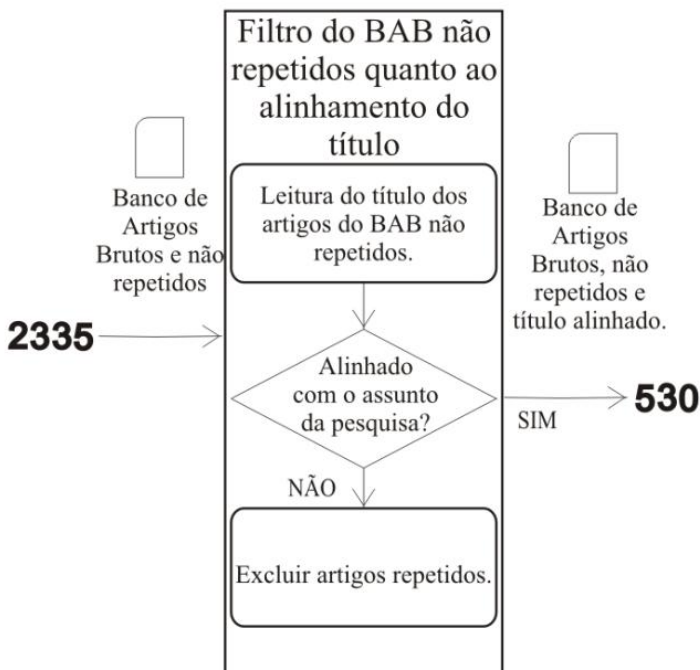 Filtro do BAB não
repetidos quanto ao
alinhamento do
título
Banco de
Artigos
Brutos e não
repetidos
2335
Leitura do título dos
artigos do BAB não
repetidos.
Alinhado
com o assunto
da pesquisa?
NÃO
Excluir artigos repetidos.
SIM
Banco de
Artigos
Brutos, não
repetidos e
título alinhado.
530